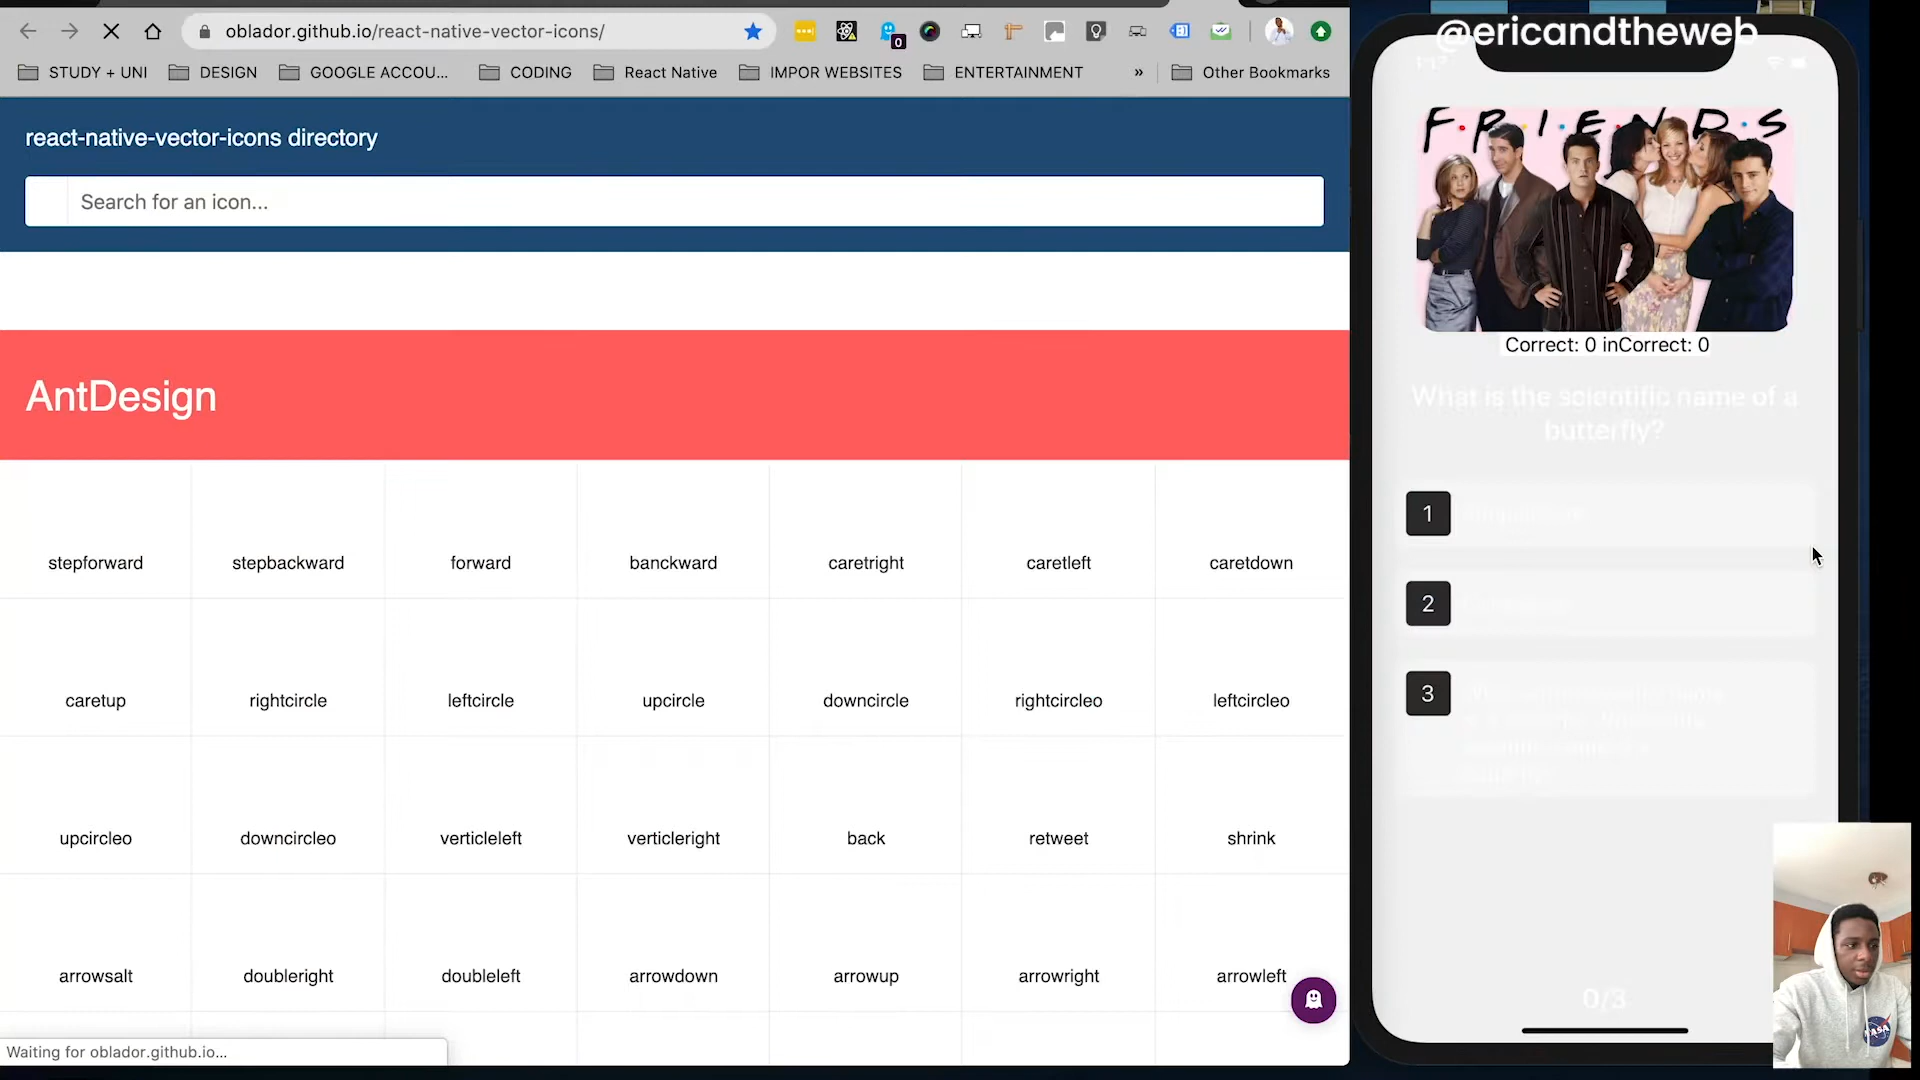 oblador.github.io/react-native-vector-icons/
0
STUDY + UNI
DESIGN
GOOGLE ACCOU...
CODING
React Native
IMPOR WEBSITES
ENTERTAINMENT
»
Other Bookmarks
react-native-vector-icons directory
Search for an icon...
AntDesign
stepforward
stepbackward
forward
banckward
caretright
caretleft
caretdown
caretup
rightcircle
leftcircle
upcircle
downcircle
rightcircleo
leftcircleo
upcircleo
downcircleo
verticleleft
verticleright
back
retweet
shrink
arrowsalt
doubleright
doubleleft
arrowdown
arrowup
arrowright
arrowleft
Waiting for oblador.github.io...
@ericandtheweb
F.R.I.E.N.D.S
Correct: 0 inCorrect: 0
What is the scientific name of a
butterfly?
1
2
3
0/3
NASA